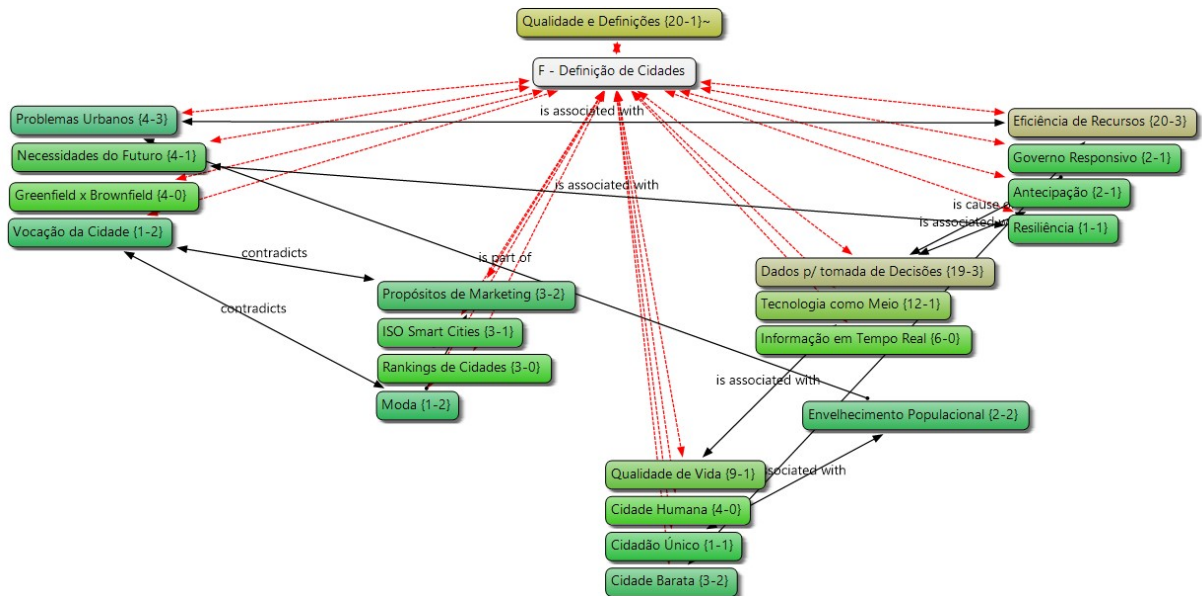 Qualidade e Definições {20-1}~
F - Definição de Cidades
Problemas Urbanos {4-3}
is associated with
Eficiência de Recursos {20-3}
Necessidades do Futuro {4-1}
Governo Responsivo {2-1}
is associated with
Greenfield x Brownfield {4-0}
Antecipação {2-1}
is cause o
Vocação da Cidade {1-2}
is associated w
Resiliência {1-1}
contradicts
is part of
Dados p/ tomada de Decisões {19-3}
Propósitos de Marketing {3-2}
Tecnologia como Meio {12-1}
contradicts
ISO Smart Cities {3-1}
Informação em Tempo Real {6-0}
Rankings de Cidades {3-0}
is associated with
Moda {1-2}
Envelhecimento Populacional {2-2}
Qualidade de Vida {9-1}
associated with
Cidade Humana {4-0}
Cidadão Único {1-1}
Cidade Barata {3-2}